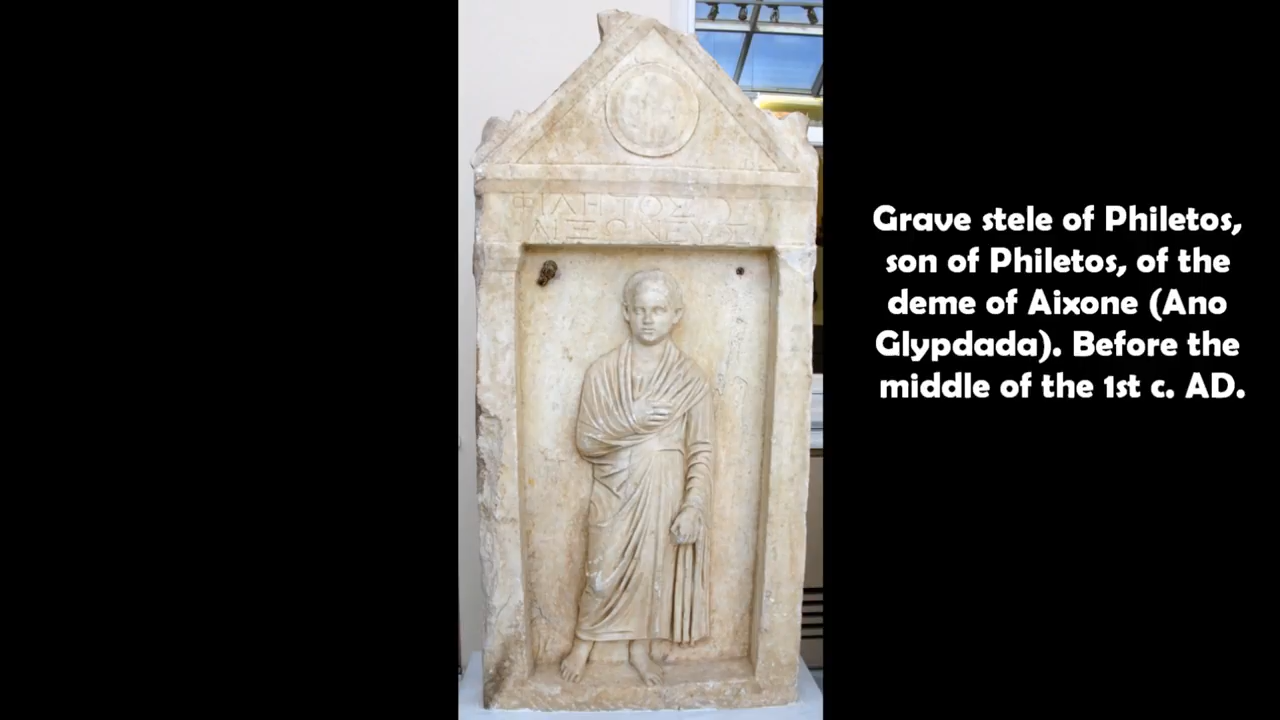 ΦΙΛΗΤΟΣ Ͻ
ΑΙΞΩΝΕΥΣ
Grave stele of Philetos,
son of Philetos, of the
deme of Aixone (Ano
Glypdada). Before the
middle of the 1st c. AD.